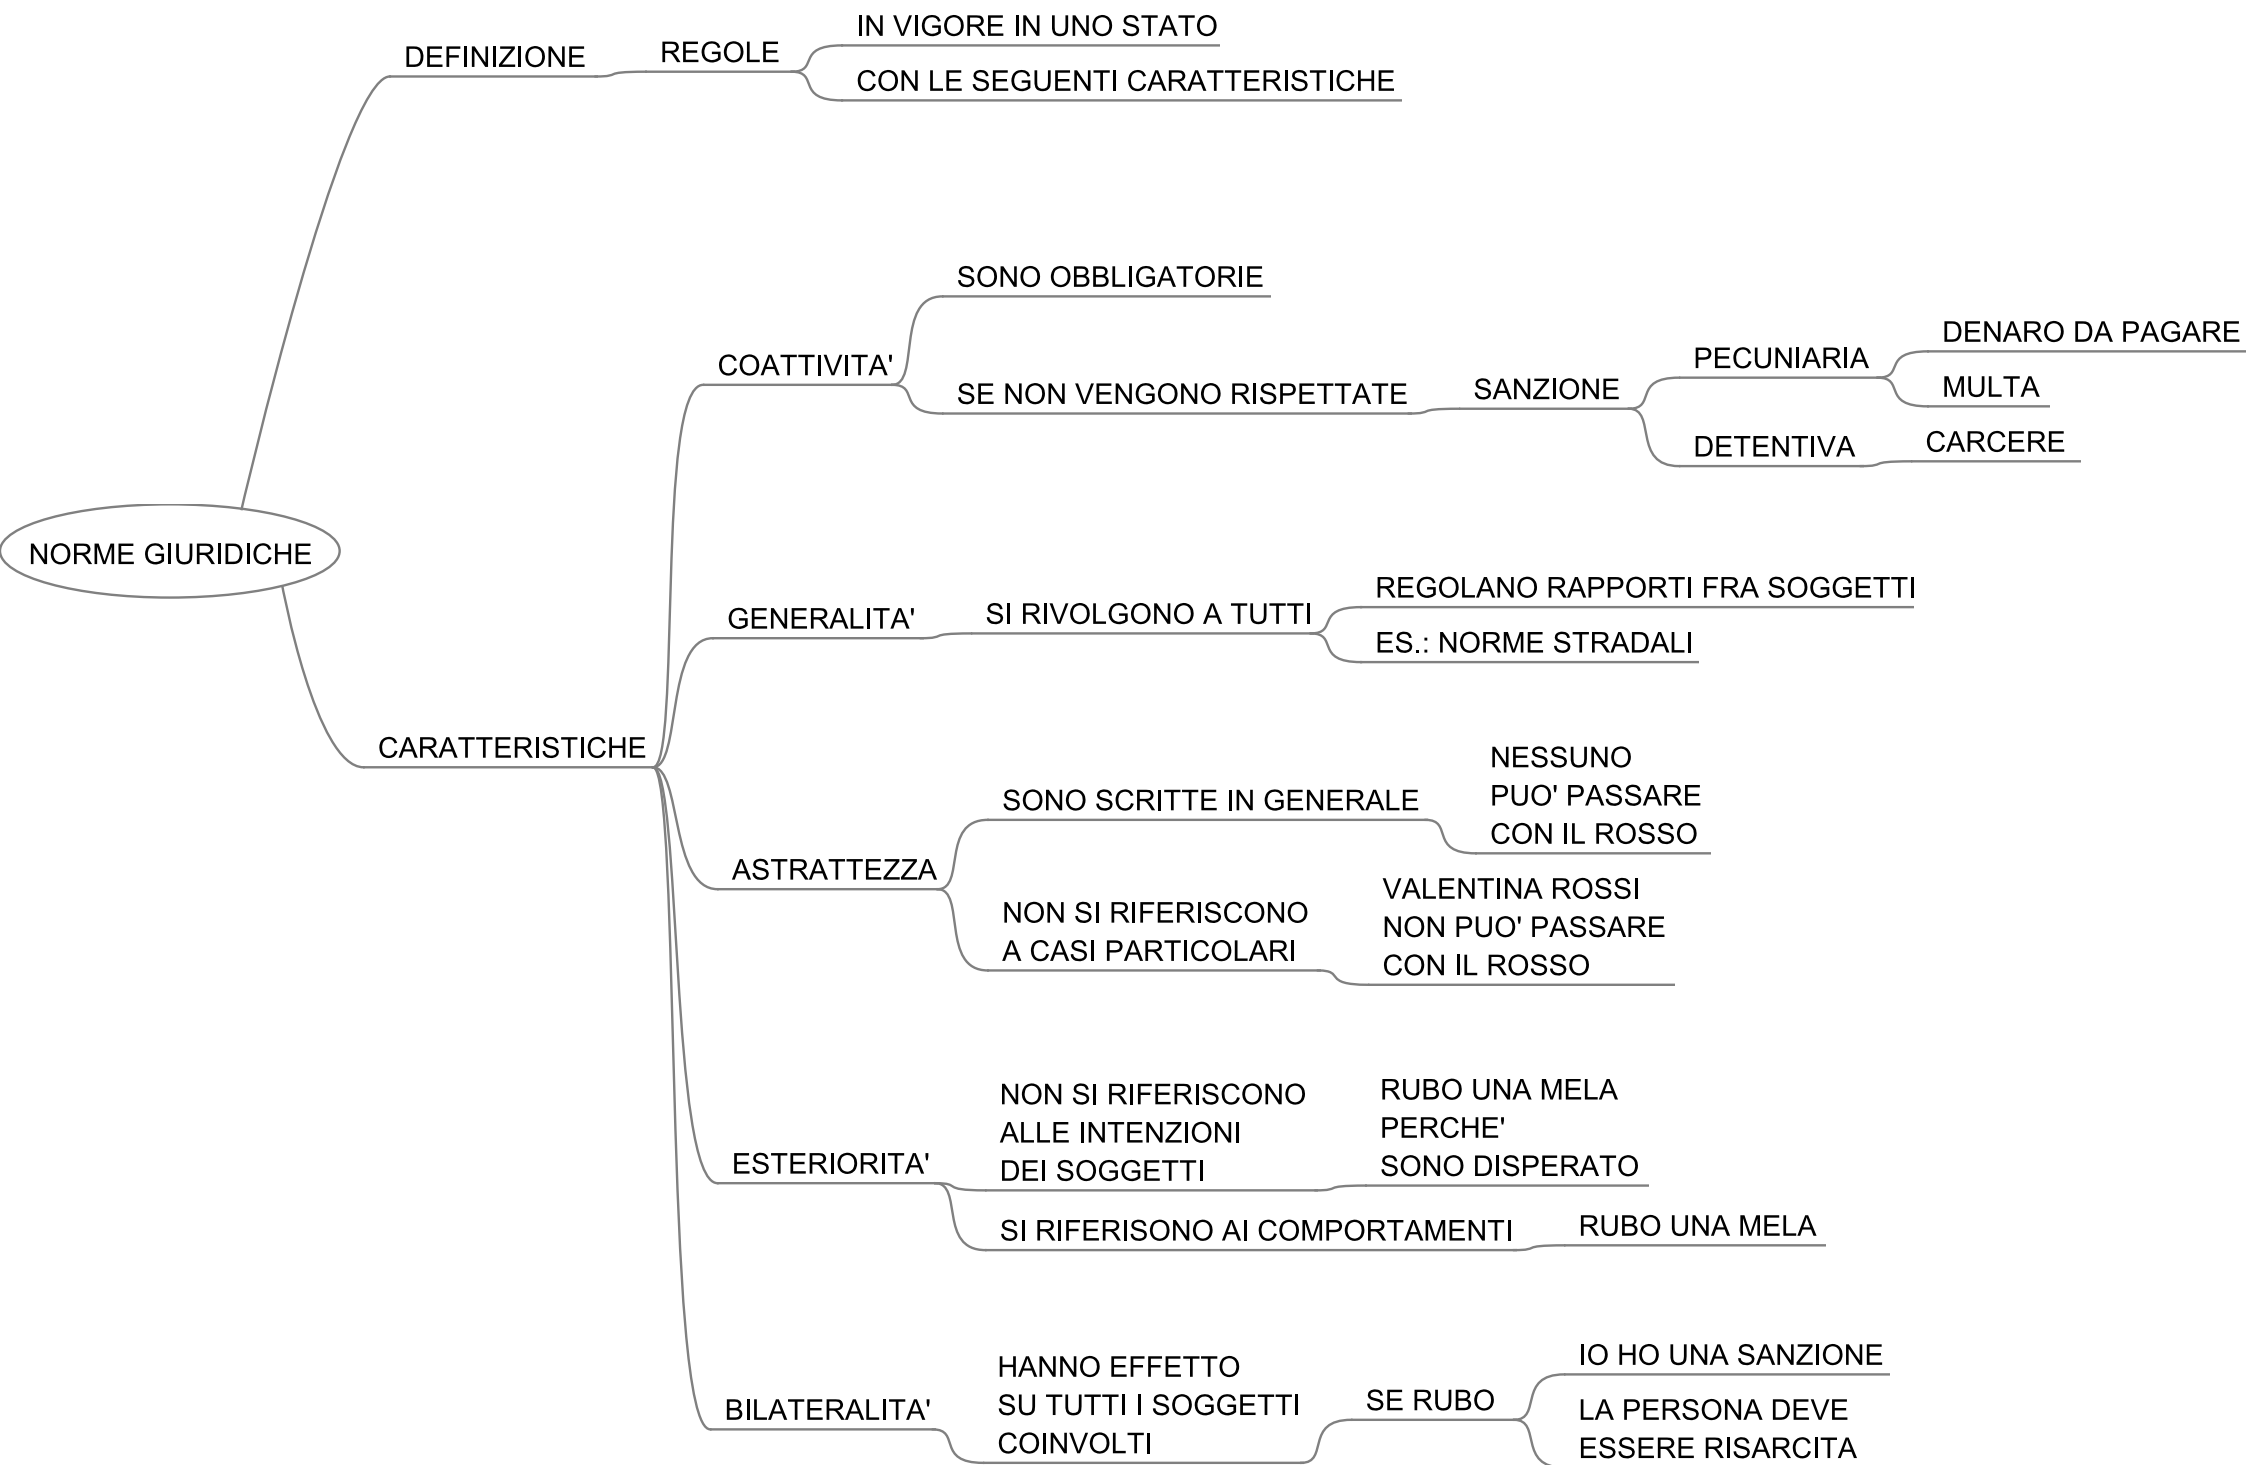 IN VIGORE IN UNO STATO
DEFINIZIONE
REGOLE
CON LE SEGUENTI CARATTERISTICHE
SONO OBBLIGATORIE
COATTIVITA'
SE NON VENGONO RISPETTATE
SANZIONE
PECUNIARIA
DENARO DA PAGARE
MULTA
DETENTIVA
CARCERE
NORME GIURIDICHE
GENERALITA'
SI RIVOLGONO A TUTTI
REGOLANO RAPPORTI FRA SOGGETTI
ES.: NORME STRADALI
CARATTERISTICHE
ASTRATTEZZA
SONO SCRITTE IN GENERALE
NESSUNO
PUO' PASSARE
CON IL ROSSO
NON SI RIFERISCONO
A CASI PARTICOLARI
VALENTINA ROSSI
NON PUO' PASSARE
CON IL ROSSO
ESTERIORITA'
NON SI RIFERISCONO
ALLE INTENZIONI
DEI SOGGETTI
RUBO UNA MELA
PERCHE'
SONO DISPERATO
SI RIFERISONO AI COMPORTAMENTI
RUBO UNA MELA
BILATERALITA'
HANNO EFFETTO
SU TUTTI I SOGGETTI
COINVOLTI
SE RUBO
IO HO UNA SANZIONE
LA PERSONA DEVE
ESSERE RISARCITA